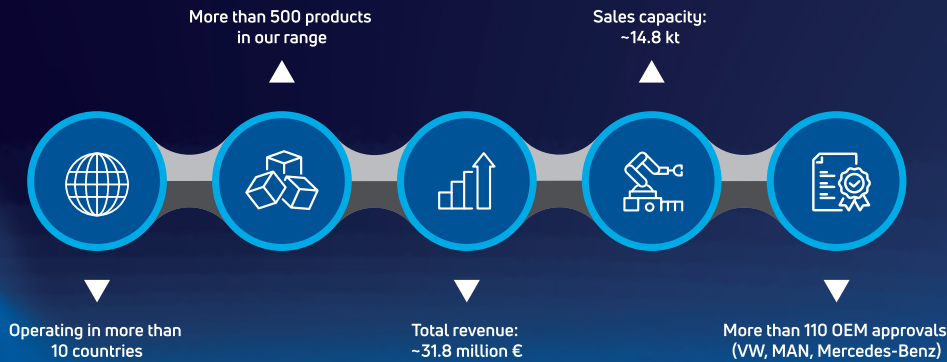 More than 500 products
in our range
Sales capacity:
~14.8 kt
Operating in more than
10 countries
Total revenue:
~31.8 million €
More than 110 OEM approvals
(VW, MAN, Mercedes-Benz)